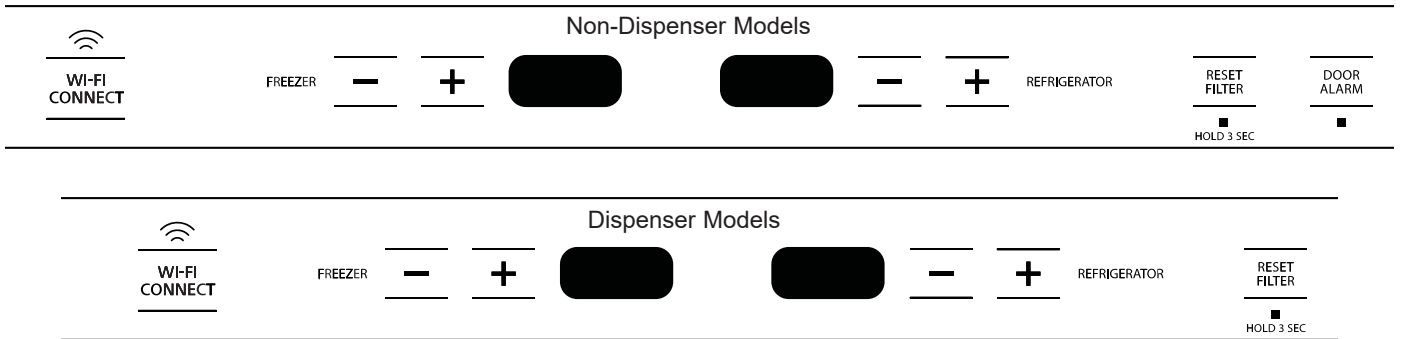 Non-Dispenser Models
WI-FI
CONNECT
FREEZER
−
+
−
+
REFRIGERATOR
RESET
FILTER
HOLD 3 SEC
DOOR
ALARM
Dispenser Models
WI-FI
CONNECT
FREEZER
−
+
−
+
REFRIGERATOR
RESET
FILTER
HOLD 3 SEC